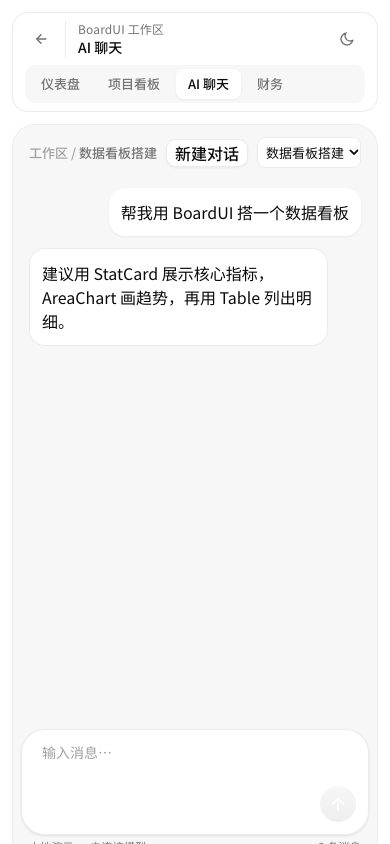 BoardUI 工作区
AI 聊天
仪表盘 项目看板 AI 聊天 财务
工作区 / 数据看板搭建 新建对话 数据看板搭建
帮我用 BoardUI 搭一个数据看板
建议用 StatCard 展示核心指标，
AreaChart 画趋势，再用 Table 列出明
细。
输入消息…